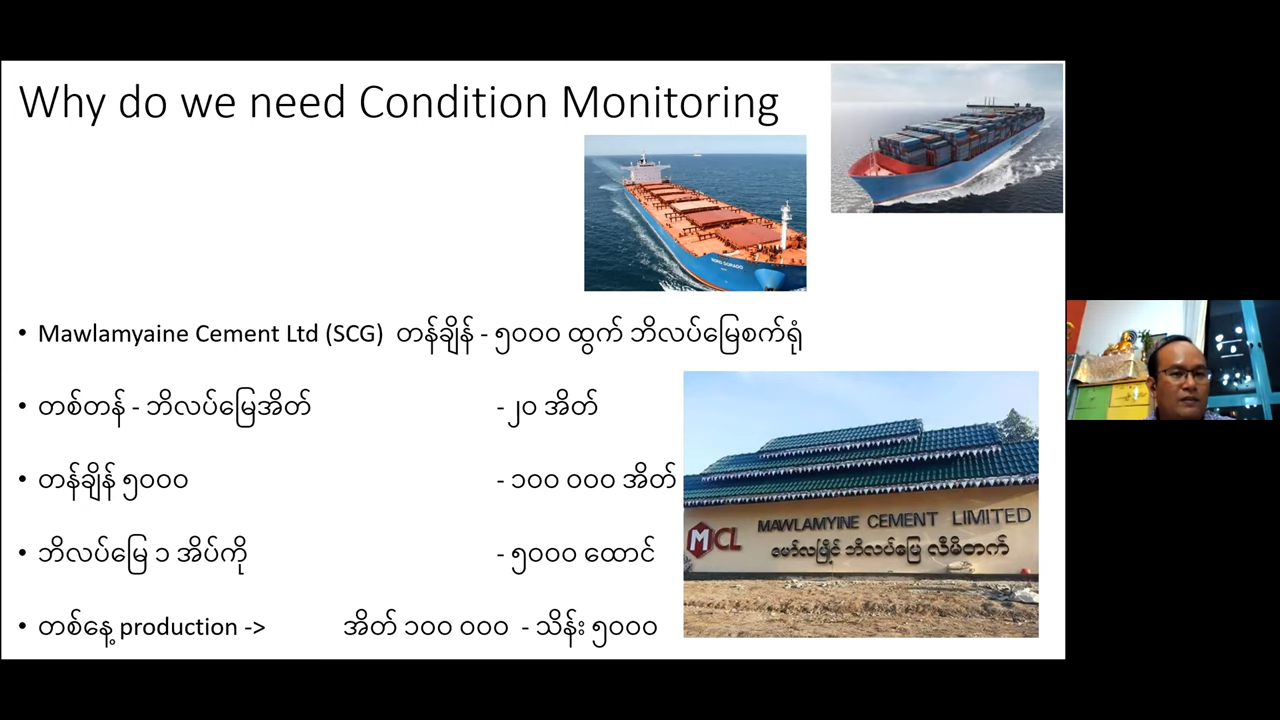 Why do we need Condition Monitoring
NORD DORADO
• Mawlamyaine Cement Ltd (SCG) တန်ချိန် - ၅၀၀၀ ထွက် ဘိလပ်မြေစက်ရုံ
• တစ်တန် - ဘိလပ်မြေအိတ် - ၂၀ အိတ်
• တန်ချိန် ၅၀၀၀ - ၁၀၀ ၀၀၀ အိတ်
• ဘိလပ်မြေ ၁ အိပ်ကို - ၅၀၀၀ ထောင်
• တစ်နေ့ production -> အိတ် ၁၀၀ ၀၀၀ - သိန်း ၅၀၀၀
MCL
MAWLAMYINE CEMENT LIMITED
မော်လမြိုင် ဘိလပ်မြေ လီမိတက်